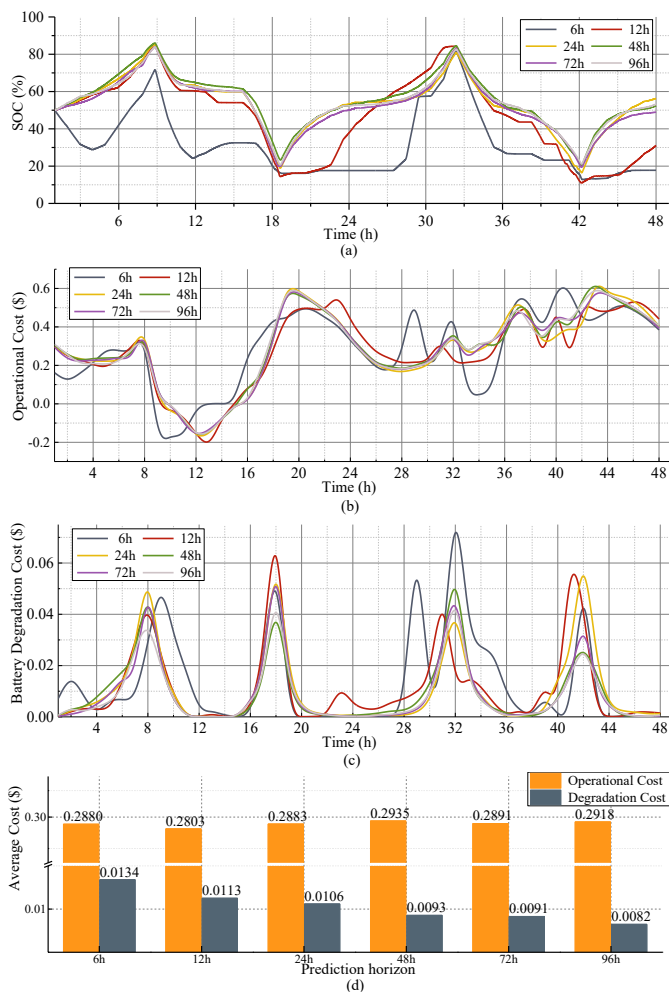 100
80
60
40
20
0
SOC (%)
6h
12h
24h
48h
72h
96h
6
12
18
24
30
36
42
48
Time (h)
(a)
0.6
0.4
0.2
0.0
-0.2
Operational Cost ($)
6h
12h
24h
48h
72h
96h
4
8
12
16
20
24
28
32
36
40
44
48
Time (h)
(b)
0.06
0.04
0.02
0.00
Battery Degradation Cost ($)
6h
12h
24h
48h
72h
96h
4
8
12
16
20
24
28
32
36
40
44
48
Time (h)
(c)
Operational Cost
Degradation Cost
0.30
0.01
Average Cost ($)
0.2880
0.2803
0.2883
0.2935
0.2891
0.2918
0.0134
0.0113
0.0106
0.0093
0.0091
0.0082
6h
12h
24h
48h
72h
96h
Prediction horizon
(d)